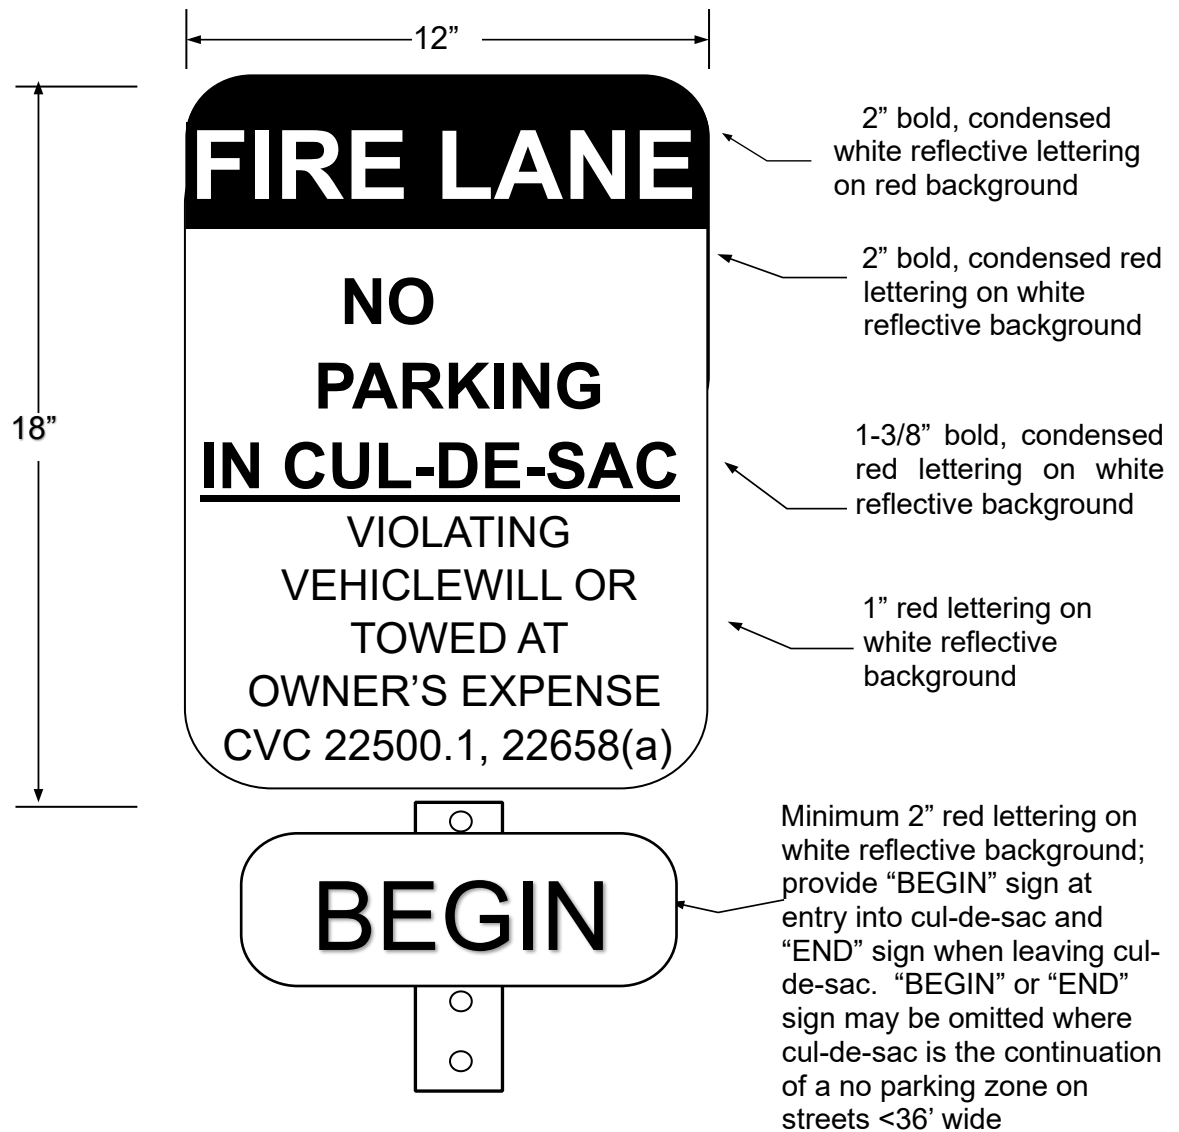 12”
FIRE LANE
NO
PARKING
IN CUL-DE-SAC
VIOLATING
VEHICLEWILL OR
TOWED AT
OWNER’S EXPENSE
CVC 22500.1, 22658(a)
18”
BEGIN
2” bold, condensed
white reflective lettering
on red background
2” bold, condensed red
lettering on white
reflective background
1-3/8” bold, condensed
red lettering on white
reflective background
1” red lettering on
white reflective
background
Minimum 2” red lettering on
white reflective background;
provide “BEGIN” sign at
entry into cul-de-sac and
“END” sign when leaving cul-
de-sac. “BEGIN” or “END”
sign may be omitted where
cul-de-sac is the continuation
of a no parking zone on
streets <36’ wide